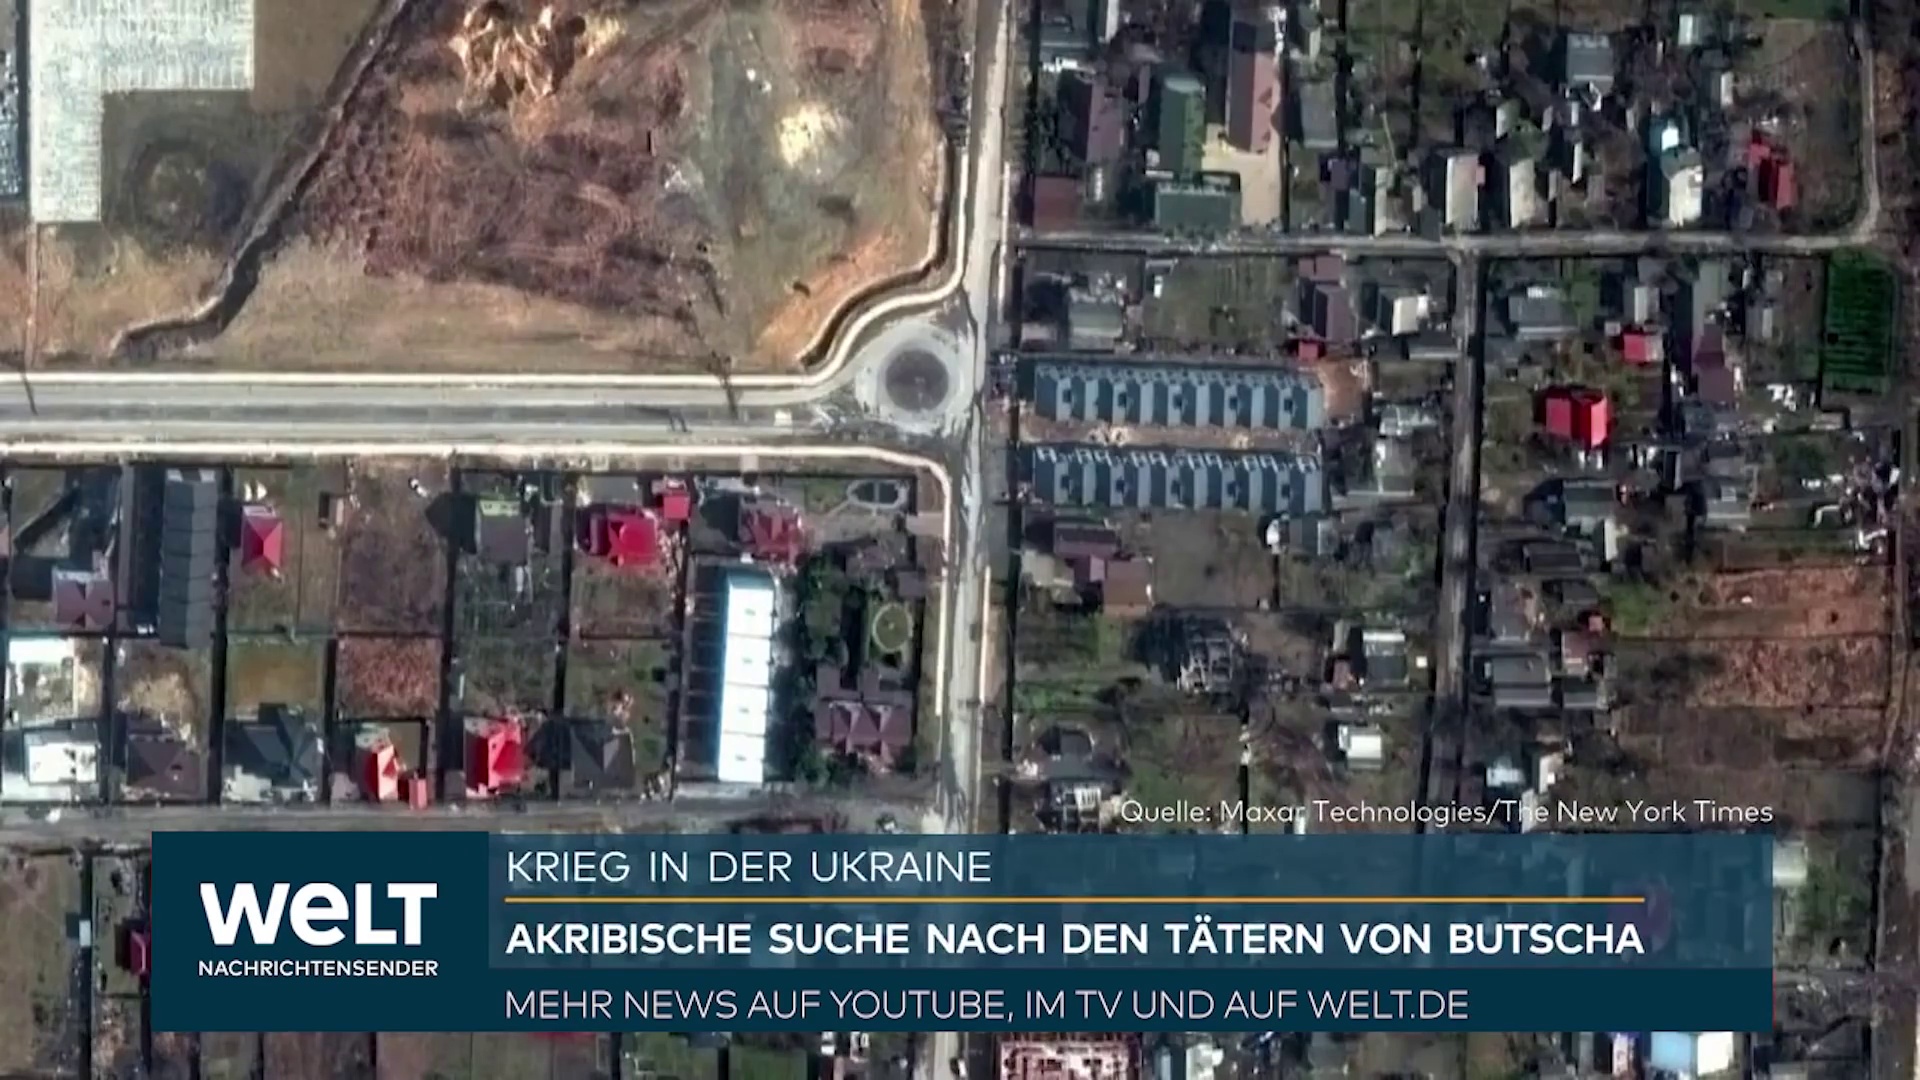 Quelle: Maxar Technologies/The New York Times
KRIEG IN DER UKRAINE
AKRIBISCHE SUCHE NACH DEN TÄTERN VON BUTSCHA
MEHR NEWS AUF YOUTUBE, IM TV UND AUF WELT.DE
WELT
NACHRICHTENSENDER